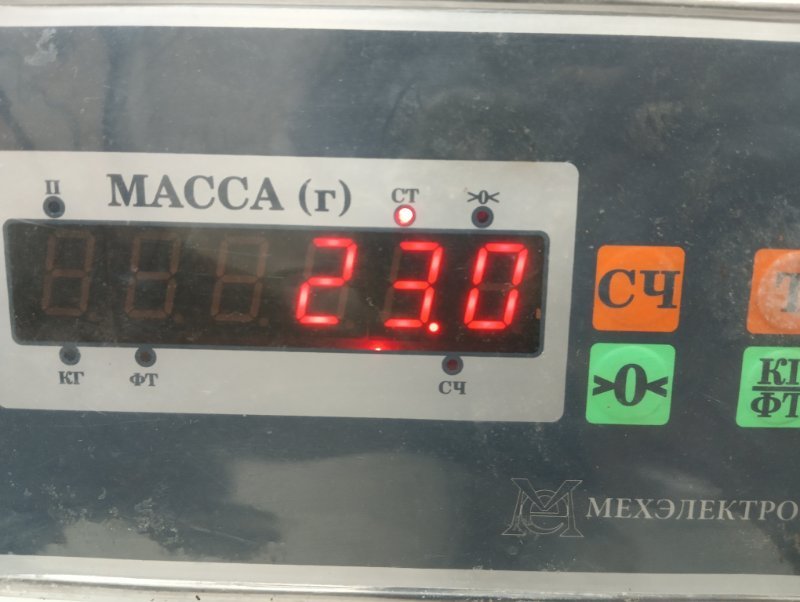 П МАССА (г) СТ >0<
23.0
КГ ФТ СЧ
СЧ Т
>0< КГ
ФТ
МЕХЭЛЕКТРО